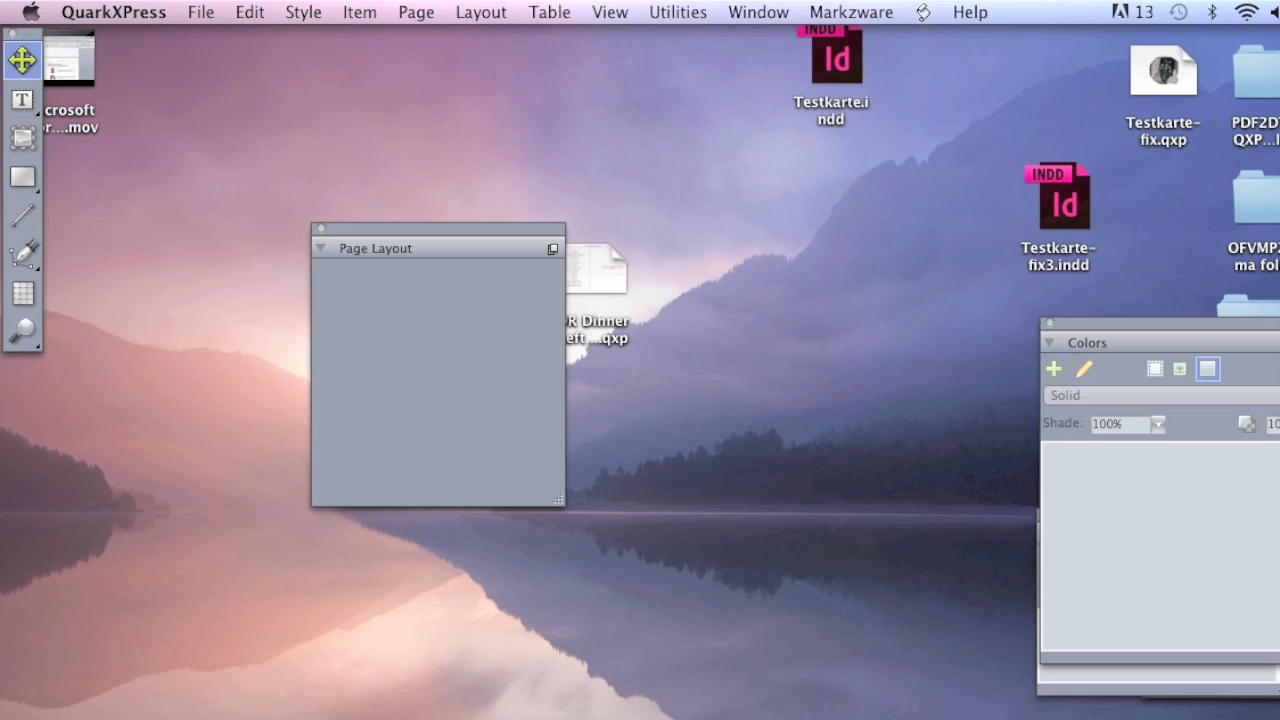 QuarkXPress File Edit Style Item Page Layout Table View Utilities Window Markzware Help 13
crosoft
....mov
INDD
Id
Testkarte.i
ndd
Testkarte-
fix.qxp
PDF2D
QXP...l
INDD
Id
Testkarte-
fix3.indd
OFVMP2
ma fol
Page Layout
R Dinner
eft ....qxp
Colors
Solid
Shade: 100% 10
T